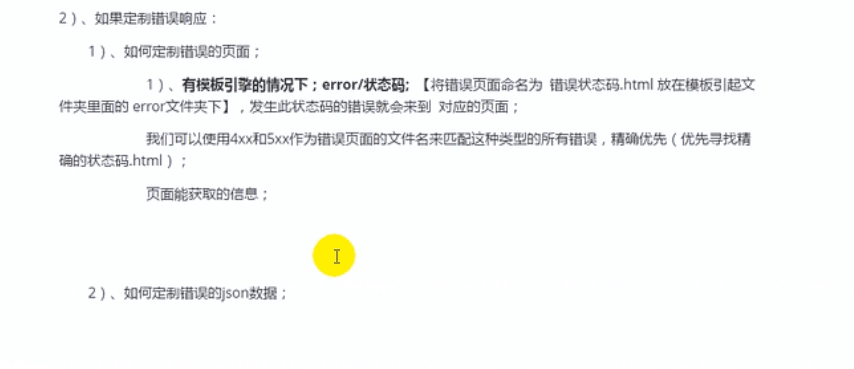 2）、如果定制错误响应：
1）、如何定制错误的页面；
1）、有模板引擎的情况下；error/状态码; 【将错误页面命名为 错误状态码.html 放在模板引起文
件夹里面的 error文件夹下】，发生此状态码的错误就会来到 对应的页面；
我们可以使用4xx和5xx作为错误页面的文件名来匹配这种类型的所有错误，精确优先（优先寻找精
确的状态码.html）；
页面能获取的信息；
2）、如何定制错误的json数据；